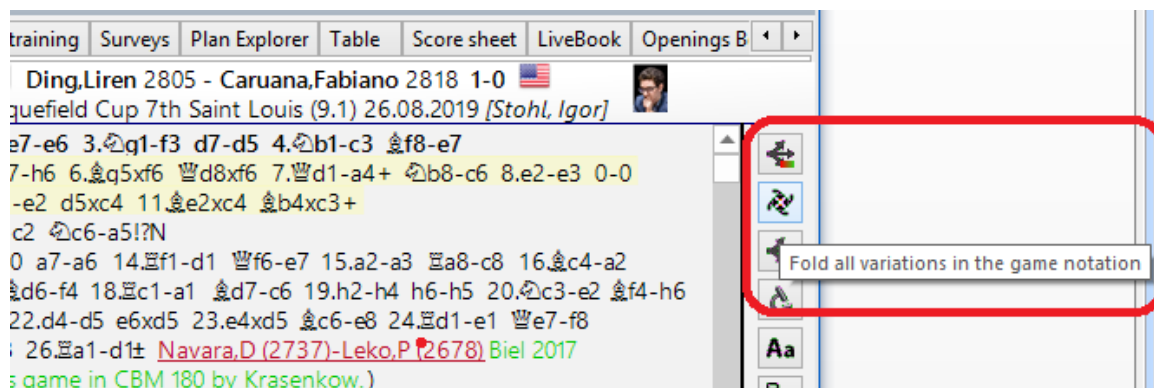 training Surveys Plan Explorer Table Score sheet LiveBook Openings B
Ding,Liren 2805 - Caruana,Fabiano 2818 1-0
quefield Cup 7th Saint Louis (9.1) 26.08.2019 [Stohl, Igor]
e7-e6 3.♘g1-f3 d7-d5 4.♘b1-c3 ♗f8-e7
7-h6 6.♗g5xf6 ♕d8xf6 7.♕d1-a4+ ♘b8-c6 8.e2-e3 0-0
-e2 d5xc4 11.♗e2xc4 ♗b4xc3+
c2 ♘c6-a5!?N
0 a7-a6 14.♖f1-d1 ♕f6-e7 15.a2-a3 ♖a8-c8 16.♗c4-a2
Fold all variations in the game notation
♗d6-f4 18.♖c1-a1 ♗d7-c6 19.h2-h4 h6-h5 20.♘c3-e2 ♗f4-h6
22.d4-d5 e6xd5 23.e4xd5 ♗c6-e8 24.♖d1-e1 ♕e7-f8
26.♖a1-d1± Navara,D (2737)-Leko,P (2678) Biel 2017
Aa
s game in CBM 180 by Krasenkow.)